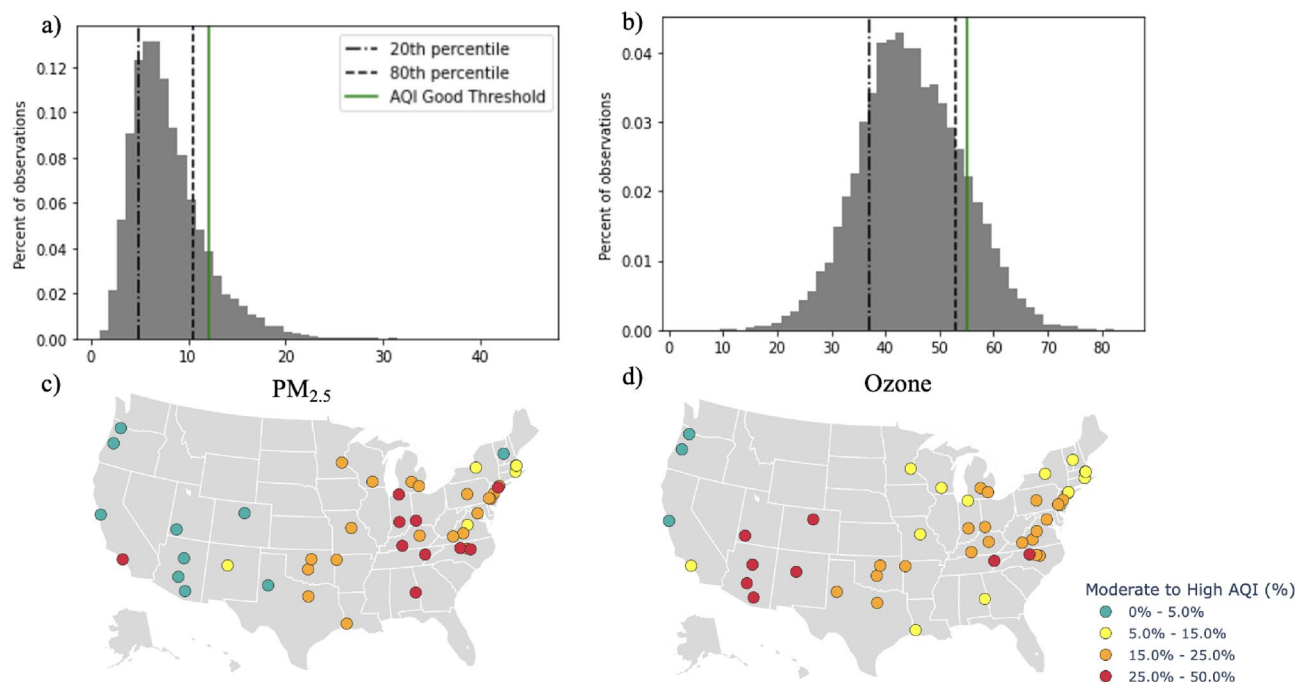 a)
20th percentile
80th percentile
AQI Good Threshold
Percent of observations
0.12
0.10
0.08
0.06
0.04
0.02
0.00
0 10 20 30 40
PM2.5
b)
Percent of observations
0.04
0.03
0.02
0.01
0.00
0 10 20 30 40 50 60 70 80
Ozone
c)
d)
Moderate to High AQI (%)
0% - 5.0%
5.0% - 15.0%
15.0% - 25.0%
25.0% - 50.0%